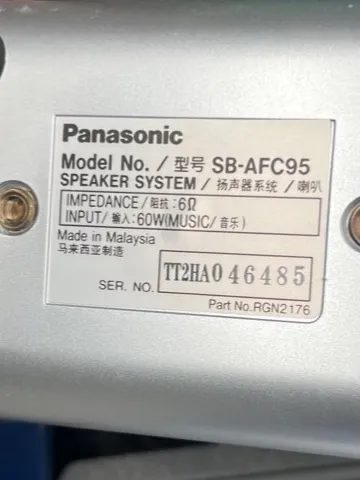 Panasonic
Model No. / 型号 SB-AFC95
SPEAKER SYSTEM / 扬声器系统 / 喇叭
IMPEDANCE/阻抗:6Ω
INPUT/输入:60W(MUSIC/音乐)
Made in Malaysia
马来西亚制造
SER. NO. TT2HA046485
Part No.RGN2176